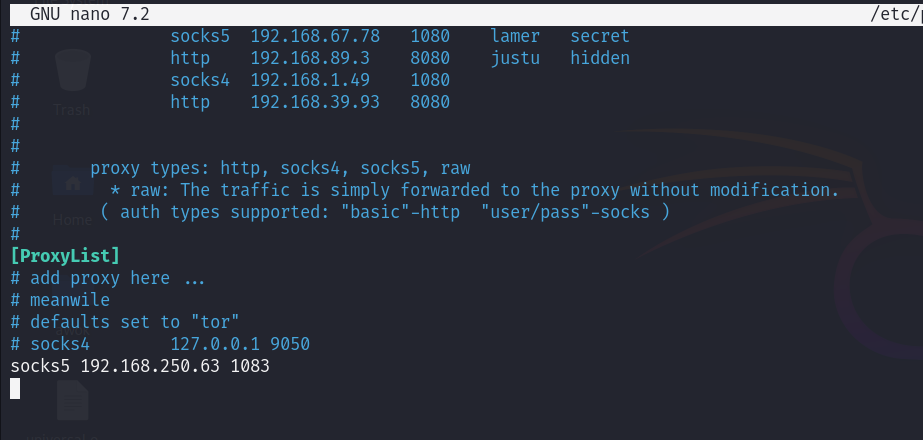 GNU nano 7.2 /etc/p
# socks5 192.168.67.78 1080 lamer secret
# http 192.168.89.3 8080 justu hidden
# socks4 192.168.1.49 1080
# http 192.168.39.93 8080
#
#
# proxy types: http, socks4, socks5, raw
# * raw: The traffic is simply forwarded to the proxy without modification.
# ( auth types supported: "basic"-http "user/pass"-socks )
#
[ProxyList]
# add proxy here ...
# meanwile
# defaults set to "tor"
# socks4 127.0.0.1 9050
socks5 192.168.250.63 1083
Trash
Home